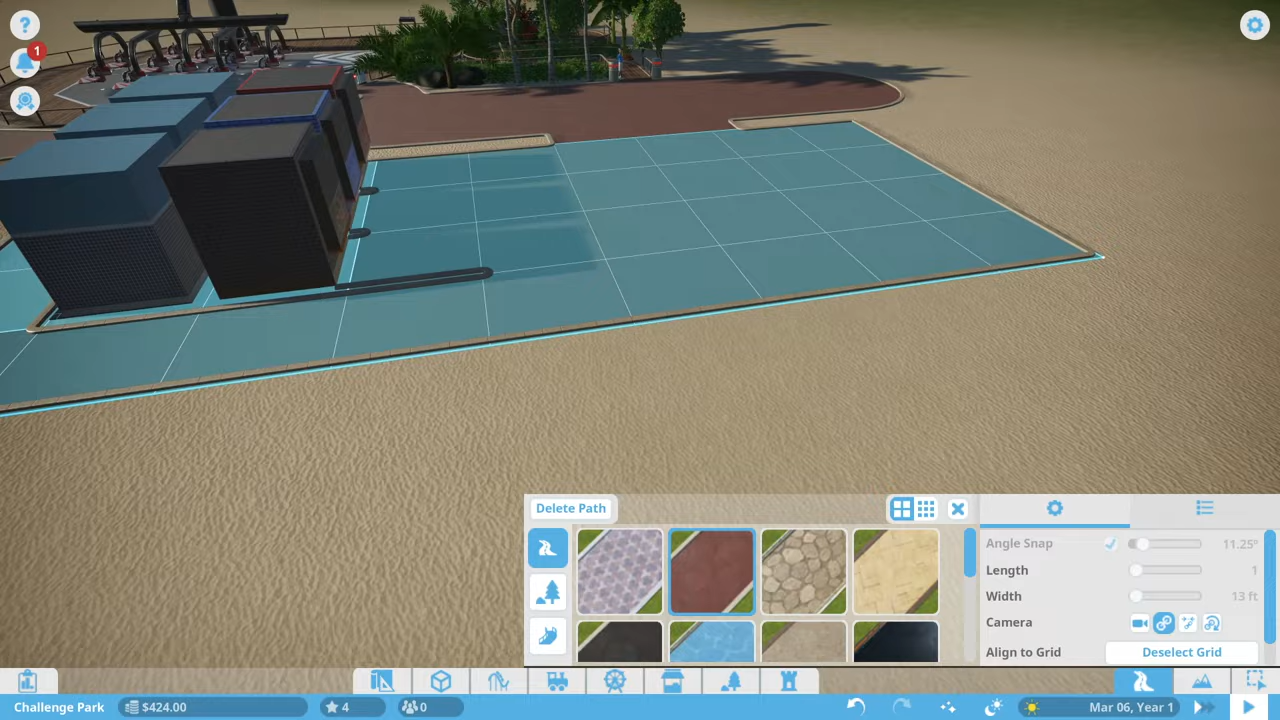 ?
1
Delete Path
Angle Snap 11.25°
Length 1
Width 13 ft
Camera
Align to Grid Deselect Grid
Challenge Park $424.00 4 0 Mar 06, Year 1